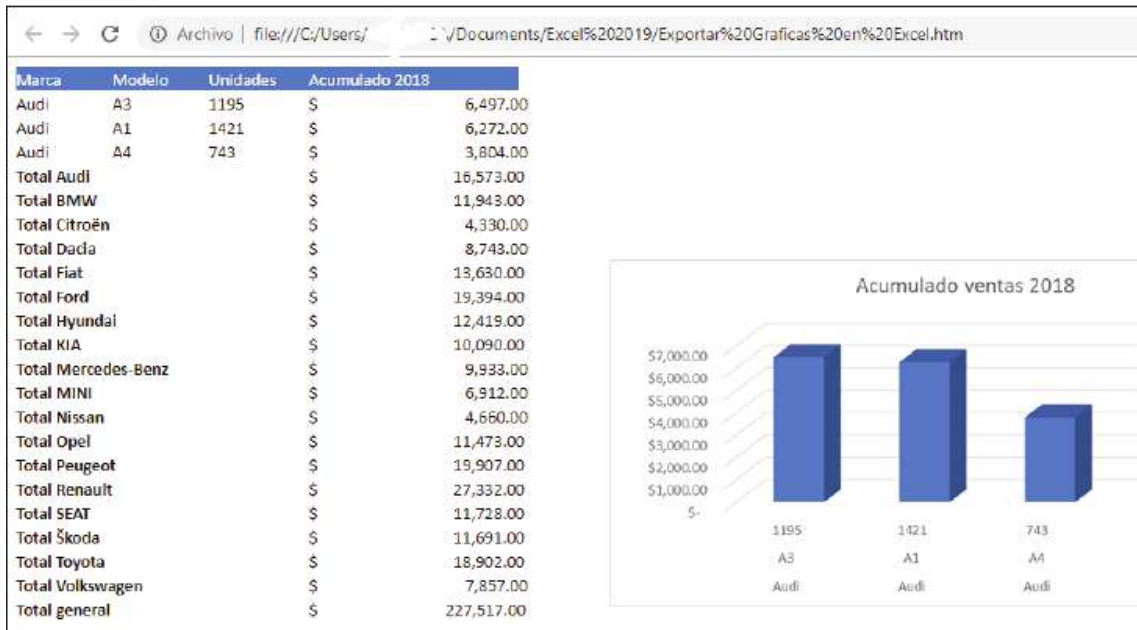 Archivo | file:///C:/Users/ \/Documents/Excel%202019/Exportar%20Graficas%20en%20Excel.htm
Marca Modelo Unidades Acumulado 2018
Audi A3 1195 $ 6,497.00
Audi A1 1421 $ 6,272.00
Audi A4 743 $ 3,804.00
Total Audi $ 16,573.00
Total BMW $ 11,943.00
Total Citroën $ 4,330.00
Total Dacia $ 8,743.00
Total Fiat $ 13,630.00
Total Ford $ 19,394.00
Total Hyundai $ 12,419.00
Total KIA $ 10,090.00
Total Mercedes-Benz $ 9,933.00
Total MINI $ 6,912.00
Total Nissan $ 4,660.00
Total Opel $ 11,473.00
Total Peugeot $ 19,907.00
Total Renault $ 27,332.00
Total SEAT $ 11,728.00
Total Škoda $ 11,691.00
Total Toyota $ 18,902.00
Total Volkswagen $ 7,857.00
Total general $ 227,517.00
Acumulado ventas 2018
$7,000.00
$6,000.00
$5,000.00
$4,000.00
$3,000.00
$2,000.00
$1,000.00
$-
1195 1421 743
A3 A1 A4
Audi Audi Audi